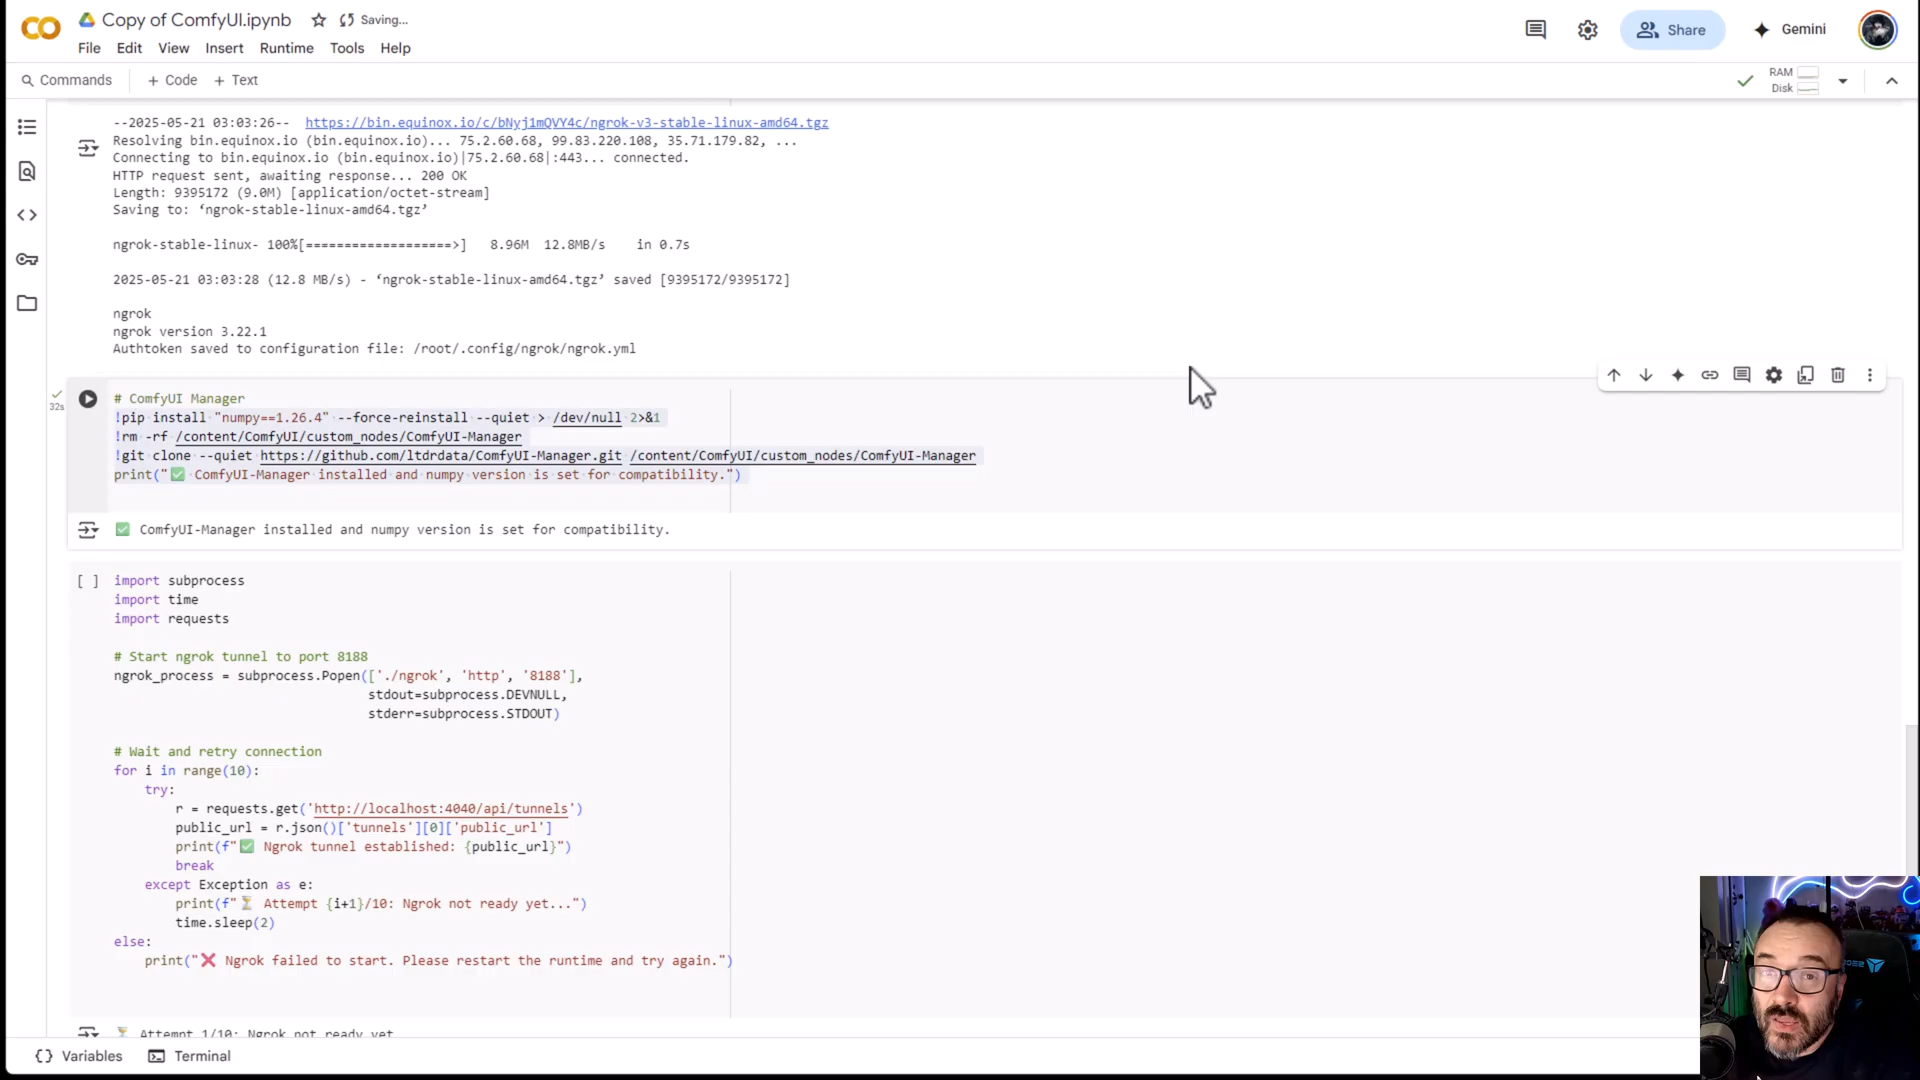 Copy of ComfyUI.ipynb
Saving...
File Edit View Insert Runtime Tools Help
Share
Gemini
Commands + Code + Text
RAM
Disk
--2025-05-21 03:03:26-- https://bin.equinox.io/c/bNyj1mQVY4c/ngrok-v3-stable-linux-amd64.tgz
Resolving bin.equinox.io (bin.equinox.io)... 75.2.60.68, 99.83.220.108, 35.71.179.82, ...
Connecting to bin.equinox.io (bin.equinox.io)|75.2.60.68|:443... connected.
HTTP request sent, awaiting response... 200 OK
Length: 9395172 (9.0M) [application/octet-stream]
Saving to: ‘ngrok-stable-linux-amd64.tgz’
ngrok-stable-linux- 100%[===================>] 8.96M 12.8MB/s in 0.7s
2025-05-21 03:03:28 (12.8 MB/s) - ‘ngrok-stable-linux-amd64.tgz’ saved [9395172/9395172]
ngrok
ngrok version 3.22.1
Authtoken saved to configuration file: /root/.config/ngrok/ngrok.yml
32s
# ComfyUI Manager
!pip install "numpy==1.26.4" --force-reinstall --quiet > /dev/null 2>&1
!rm -rf /content/ComfyUI/custom_nodes/ComfyUI-Manager
!git clone --quiet https://github.com/ltdrdata/ComfyUI-Manager.git /content/ComfyUI/custom_nodes/ComfyUI-Manager
print("✅ ComfyUI-Manager installed and numpy version is set for compatibility.")
✅ ComfyUI-Manager installed and numpy version is set for compatibility.
[ ] import subprocess
import time
import requests
# Start ngrok tunnel to port 8188
ngrok_process = subprocess.Popen(['./ngrok', 'http', '8188'],
stdout=subprocess.DEVNULL,
stderr=subprocess.STDOUT)
# Wait and retry connection
for i in range(10):
try:
r = requests.get('http://localhost:4040/api/tunnels')
public_url = r.json()['tunnels'][0]['public_url']
print(f"✅ Ngrok tunnel established: {public_url}")
break
except Exception as e:
print(f"⏳ Attempt {i+1}/10: Ngrok not ready yet...")
time.sleep(2)
else:
print("❌ Ngrok failed to start. Please restart the runtime and try again.")
⏳ Attempt 1/10: Ngrok not ready yet
Variables Terminal